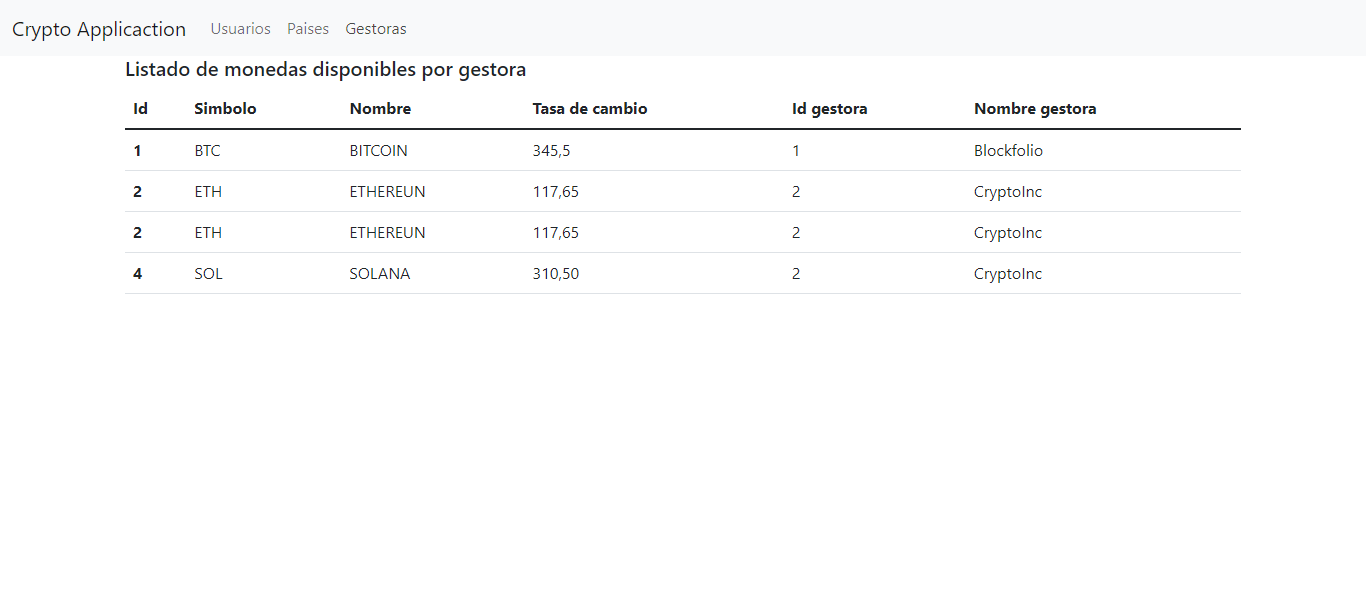 Crypto Applicaction Usuarios Paises Gestoras
Listado de monedas disponibles por gestora
Id Simbolo Nombre Tasa de cambio Id gestora Nombre gestora
1 BTC BITCOIN 345,5 1 Blockfolio
2 ETH ETHEREUN 117,65 2 CryptoInc
2 ETH ETHEREUN 117,65 2 CryptoInc
4 SOL SOLANA 310,50 2 CryptoInc